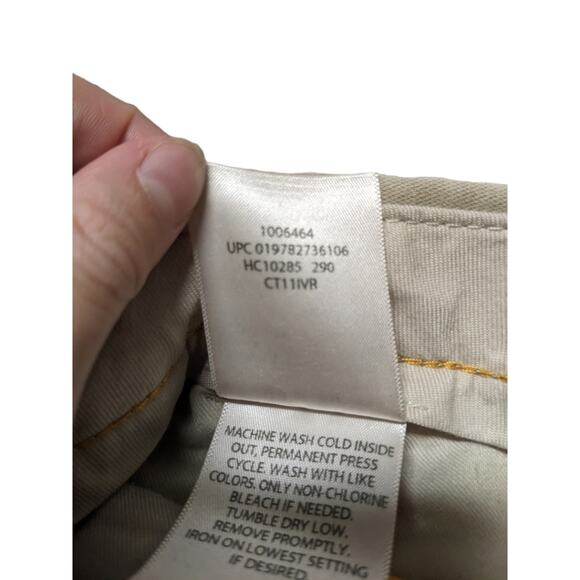 1006464
UPC 019782736106
HC10285 290
CT11IVR
MACHINE WASH COLD INSIDE
OUT, PERMANENT PRESS
CYCLE. WASH WITH LIKE
COLORS. ONLY NON-CHLORINE
BLEACH IF NEEDED.
TUMBLE DRY LOW.
REMOVE PROMPTLY.
IRON ON LOWEST SETTING
IF DESIRED.